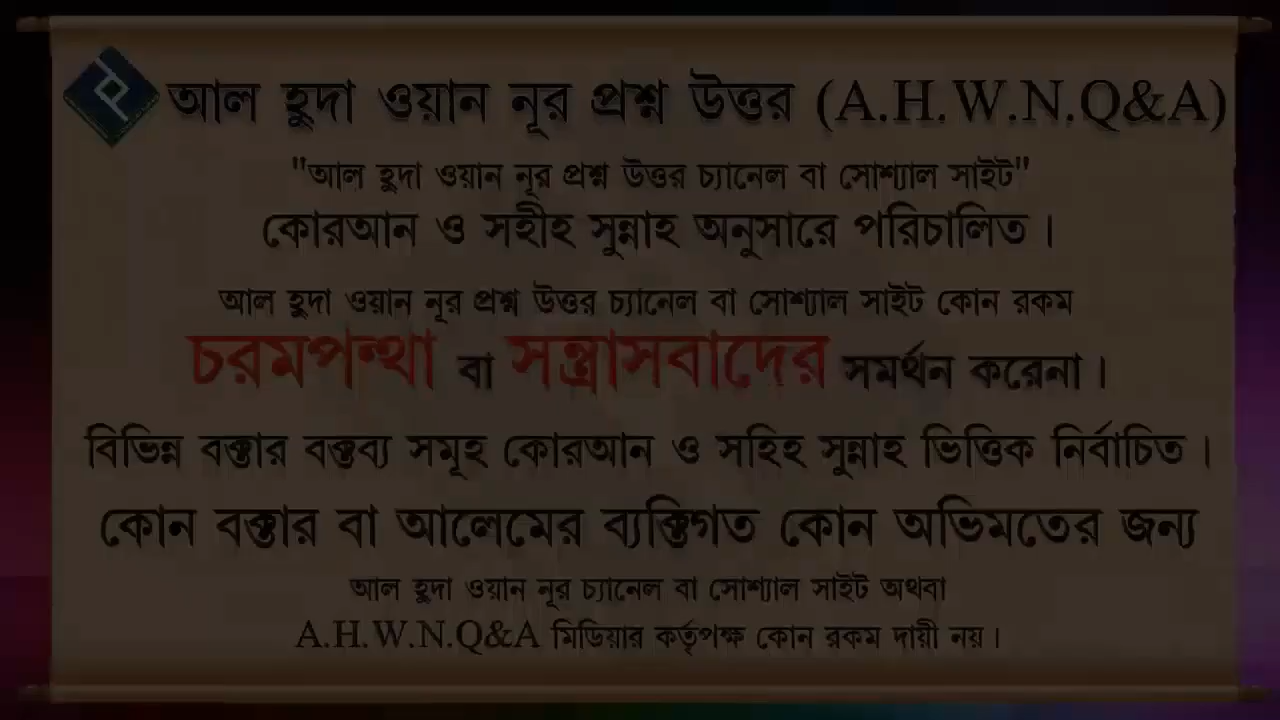 আল হুদা ওয়ান নূর প্রশ্ন উত্তর (A.H.W.N.Q&A)
"আল হুদা ওয়ান নূর প্রশ্ন উত্তর চ্যানেল বা সোশ্যাল সাইট"
কোরআন ও সহীহ সুন্নাহ অনুসারে পরিচালিত।
আল হুদা ওয়ান নূর প্রশ্ন উত্তর চ্যানেল বা সোশ্যাল সাইট কোন রকম
চরমপন্থা বা সন্ত্রাসবাদের সমর্থন করেনা।
বিভিন্ন বক্তার বক্তব্য সমূহ কোরআন ও সহিহ সুন্নাহ ভিত্তিক নির্বাচিত।
কোন বক্তার বা আলেমের ব্যক্তিগত কোন অভিমতের জন্য
আল হুদা ওয়ান নূর চ্যানেল বা সোশ্যাল সাইট অথবা
A.H.W.N.Q&A মিডিয়ার কর্তৃপক্ষ কোন রকম দায়ী নয়।